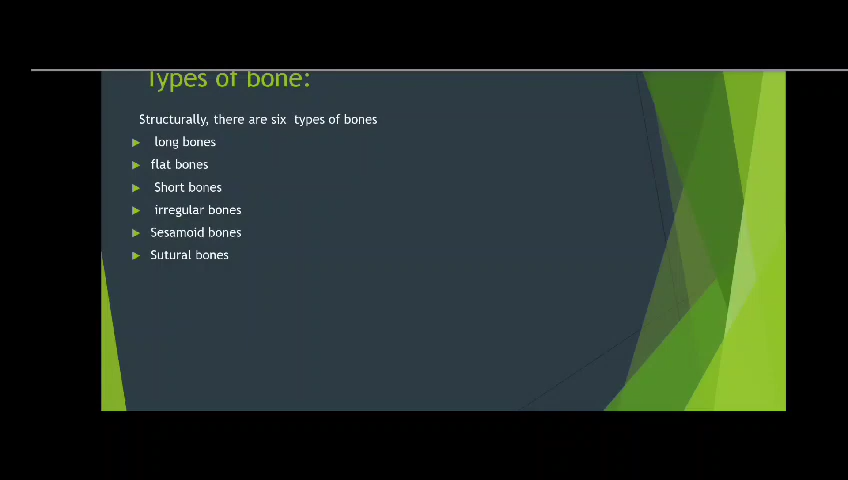 Types of bone:
Structurally, there are six types of bones
long bones
flat bones
Short bones
irregular bones
Sesamoid bones
Sutural bones